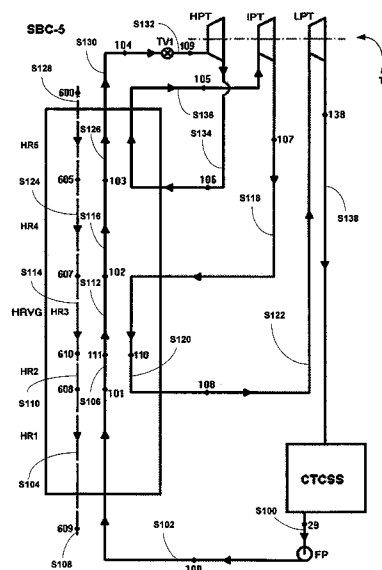 SBC-5
S132
HPT
IPT
LPT
S130
104
TV1
109
S128
600
105
S136
138
S134
107
HR5
S126
S124
605
103
106
S118
S138
HR4
S116
S114
607
102
S112
HRVG
HR3
S122
610
111
110
S120
HR2
608
S110
S106
101
108
HR1
S104
CTCSS
S100
29
S102
609
S108
100
FP